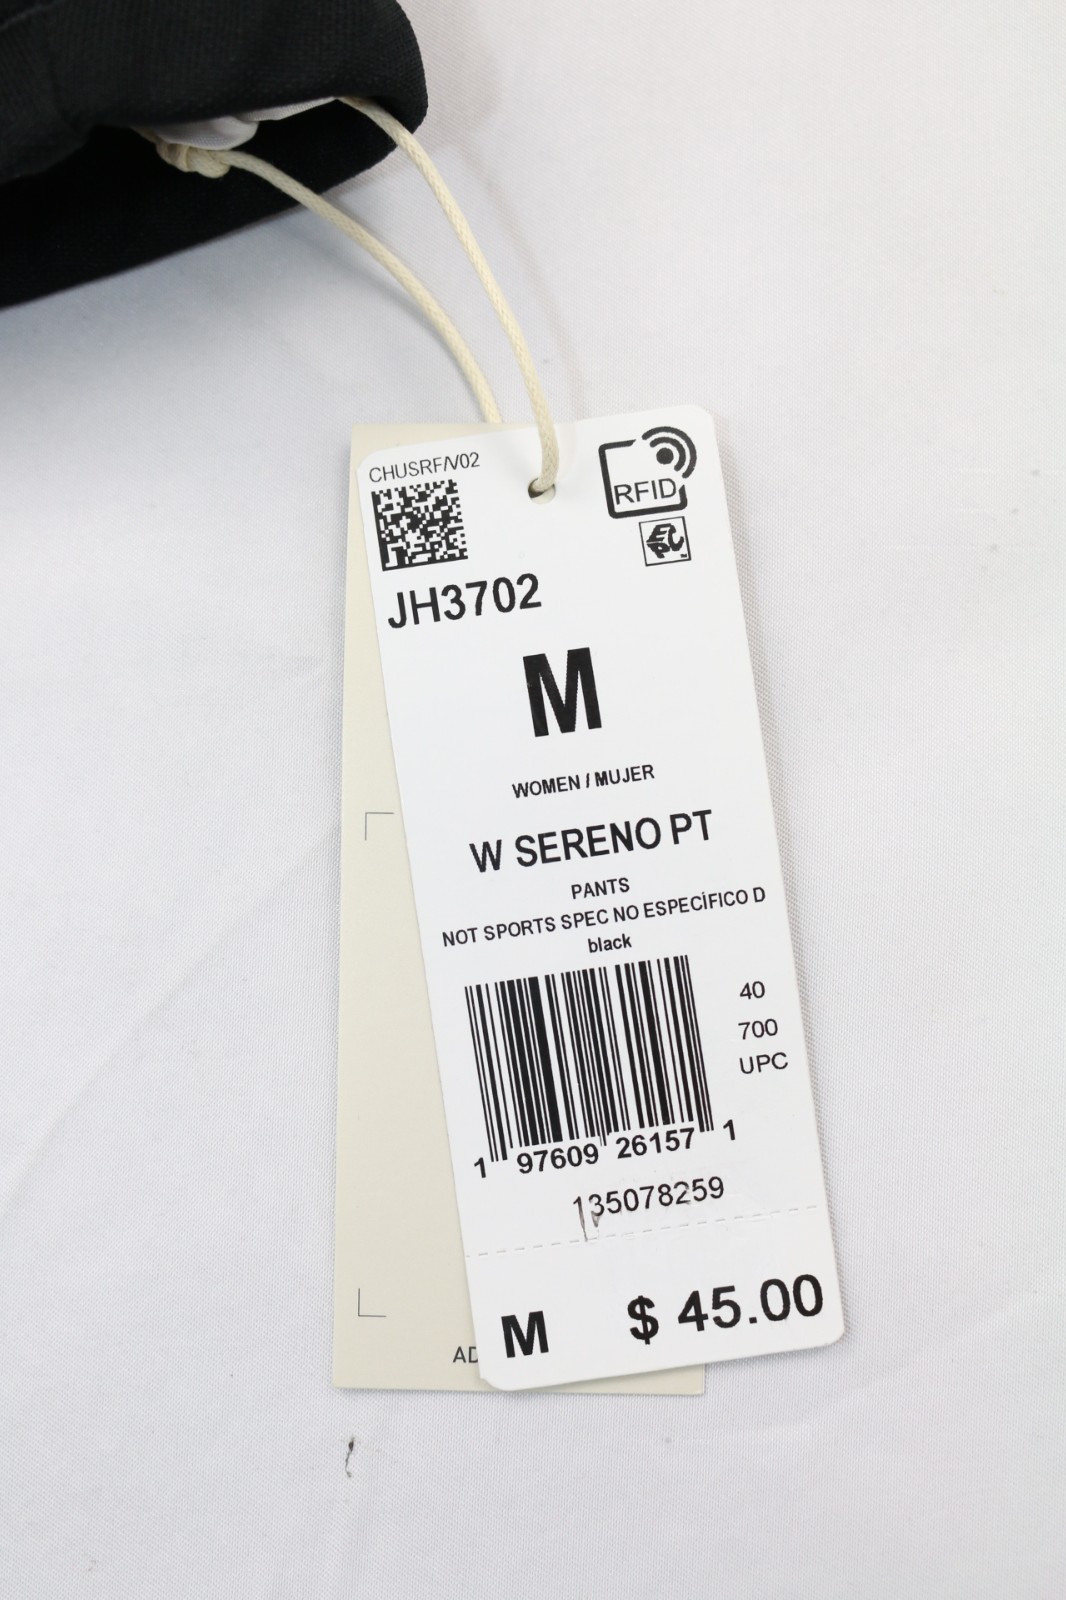 CHUSRF/V02
RFID
EPC
JH3702
M
WOMEN / MUJER
W SERENO PT
PANTS
NOT SPORTS SPEC NO ESPECÍFICO D
black
40
700
UPC
1 97609 26157 1
135078259
M $ 45.00
AD